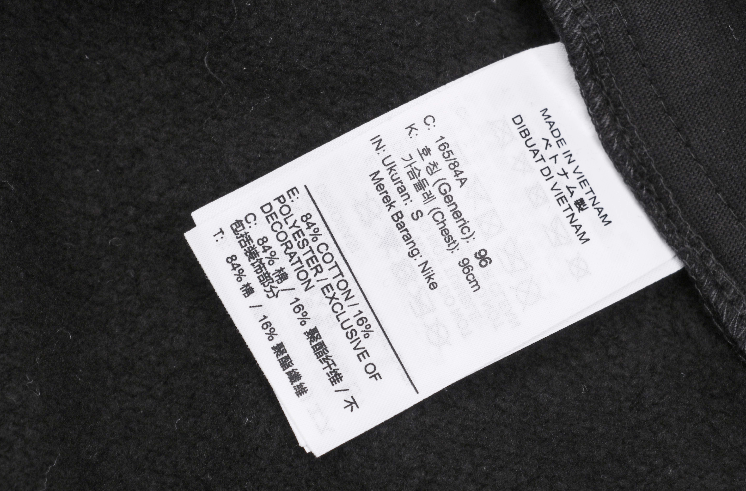 MADE IN VIETNAM
ベトナム製
DIBUAT DI VIETNAM
C: 165/84A
K: 호칭 (Generic): 96
가슴둘레 (Chest): 96cm
IN: Ukuran: S
Merek Barang: Nike
E: 84% COTTON / 16%
POLYESTER / EXCLUSIVE OF
DECORATION
C: 84% 棉 / 16% 聚酯纤维 / 不
包括装饰部分
T: 84% 棉 / 16% 聚酯纖維